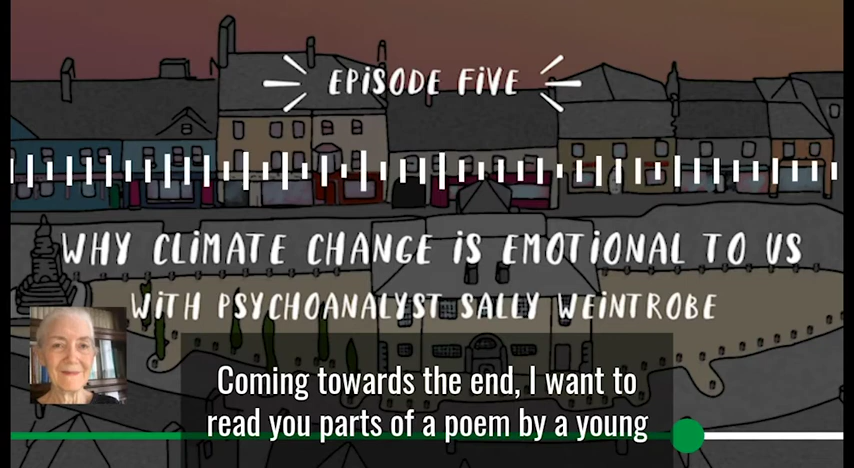 EPiSODE FiVE
WHY CLiMATE CHANGE iS EMOTiONAL TO US
WiTH PSYCHOANALYST SALLY WEiNTROBE
Coming towards the end, I want to
read you parts of a poem by a young